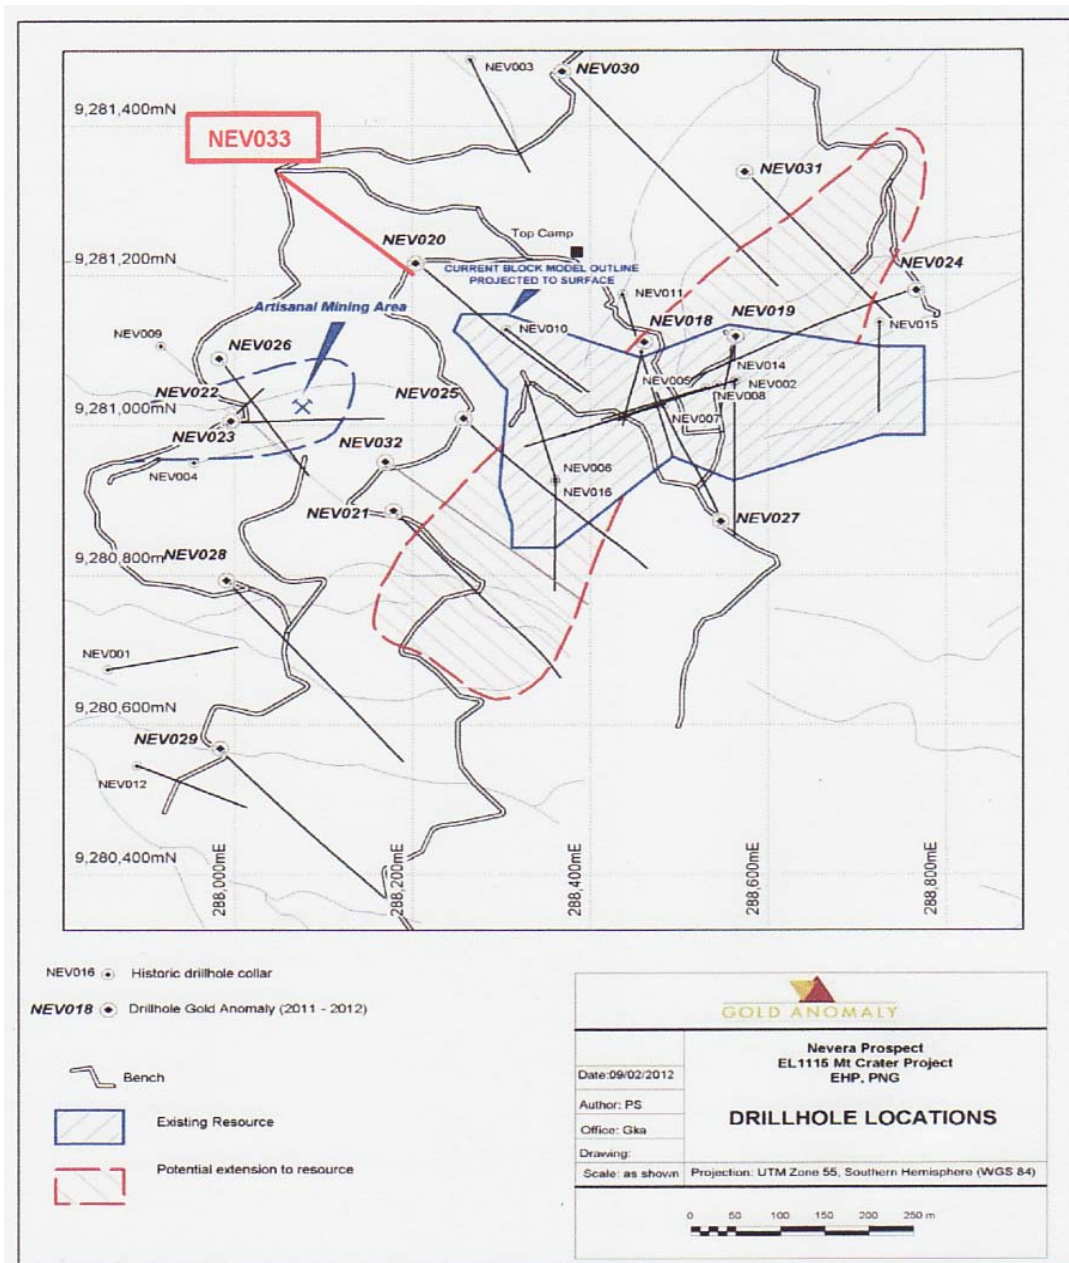 NEV003
NEV030
9,281,400mN
NEV033
NEV031
NEV020
Top Camp
9,281,200mN
CURRENT BLOCK MODEL OUTLINE
PROJECTED TO SURFACE
NEV024
Artisanal Mining Area
NEV011
NEV019
NEV018
NEV015
NEV009
NEV010
NEV026
NEV014
NEV005
NEV002
NEV022
NEV025
NEV008
9,281,000mN
NEV007
NEV023
NEV032
NEV004
NEV006
NEV016
NEV021
NEV027
9,280,800m
NEV028
NEV001
9,280,600mN
NEV029
NEV012
9,280,400mN
288,000mE
288,200mE
288,400mE
288,600mE
288,800mE
NEV016 Historic drillhole collar
NEV018 Drillhole Gold Anomaly (2011 - 2012)
Bench
Existing Resource
Potential extension to resource
GOLD ANOMALY
Nevera Prospect
EL1115 Mt Crater Project
EHP, PNG
Date:09/02/2012
Author: PS
DRILLHOLE LOCATIONS
Office: Gka
Drawing:
Scale: as shown
Projection: UTM Zone 55, Southern Hemisphere (WGS 84)
0 50 100 150 200 250 m